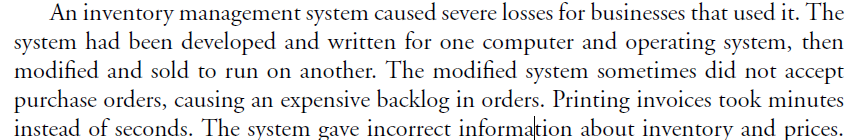 An inventory management system caused severe losses for businesses that used it. The
system had been developed and written for one computer and operating system, then
modified and sold to run on another. The modified system sometimes did not accept
purchase orders, causing an expensive backlog in orders. Printing invoices took minutes
instead of seconds. The system gave incorrect information about inventory and prices.